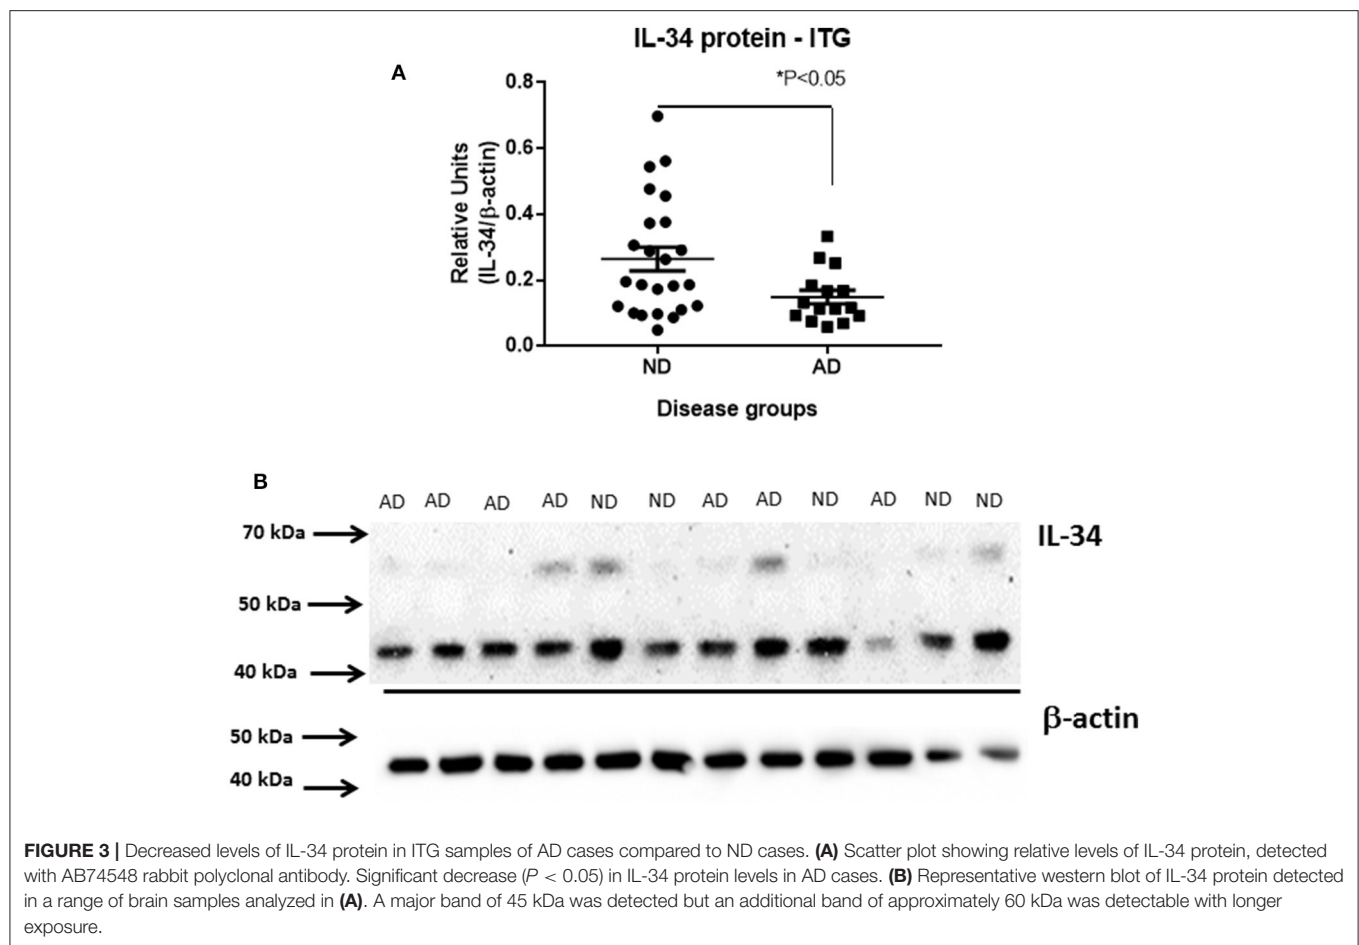 IL-34 protein - ITG
A
*P<0.05
Relative Units
(IL-34/β-actin)
0.8
0.6
0.4
0.2
0.0
ND AD
Disease groups
B
AD AD AD AD ND ND AD AD ND AD ND ND
70 kDa
IL-34
50 kDa
40 kDa
β-actin
50 kDa
40 kDa
FIGURE 3 | Decreased levels of IL-34 protein in ITG samples of AD cases compared to ND cases. (A) Scatter plot showing relative levels of IL-34 protein, detected
with AB74548 rabbit polyclonal antibody. Significant decrease (P < 0.05) in IL-34 protein levels in AD cases. (B) Representative western blot of IL-34 protein detected
in a range of brain samples analyzed in (A). A major band of 45 kDa was detected but an additional band of approximately 60 kDa was detectable with longer
exposure.